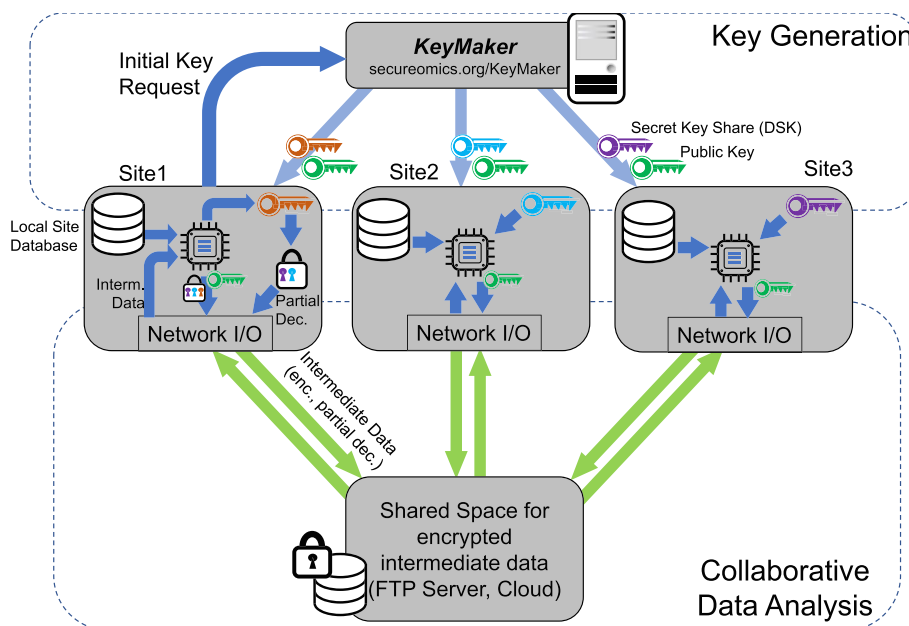 KeyMaker
secureomics.org/KeyMaker
Key Generation
Initial Key
Request
Secret Key Share (DSK)
Public Key
Site1
Site2
Site3
Local Site
Database
Interm.
Data
Partial
Dec.
Network I/O
Network I/O
Network I/O
Intermediate Data
(enc., partial dec.)
Shared Space for
encrypted
intermediate data
(FTP Server, Cloud)
Collaborative
Data Analysis